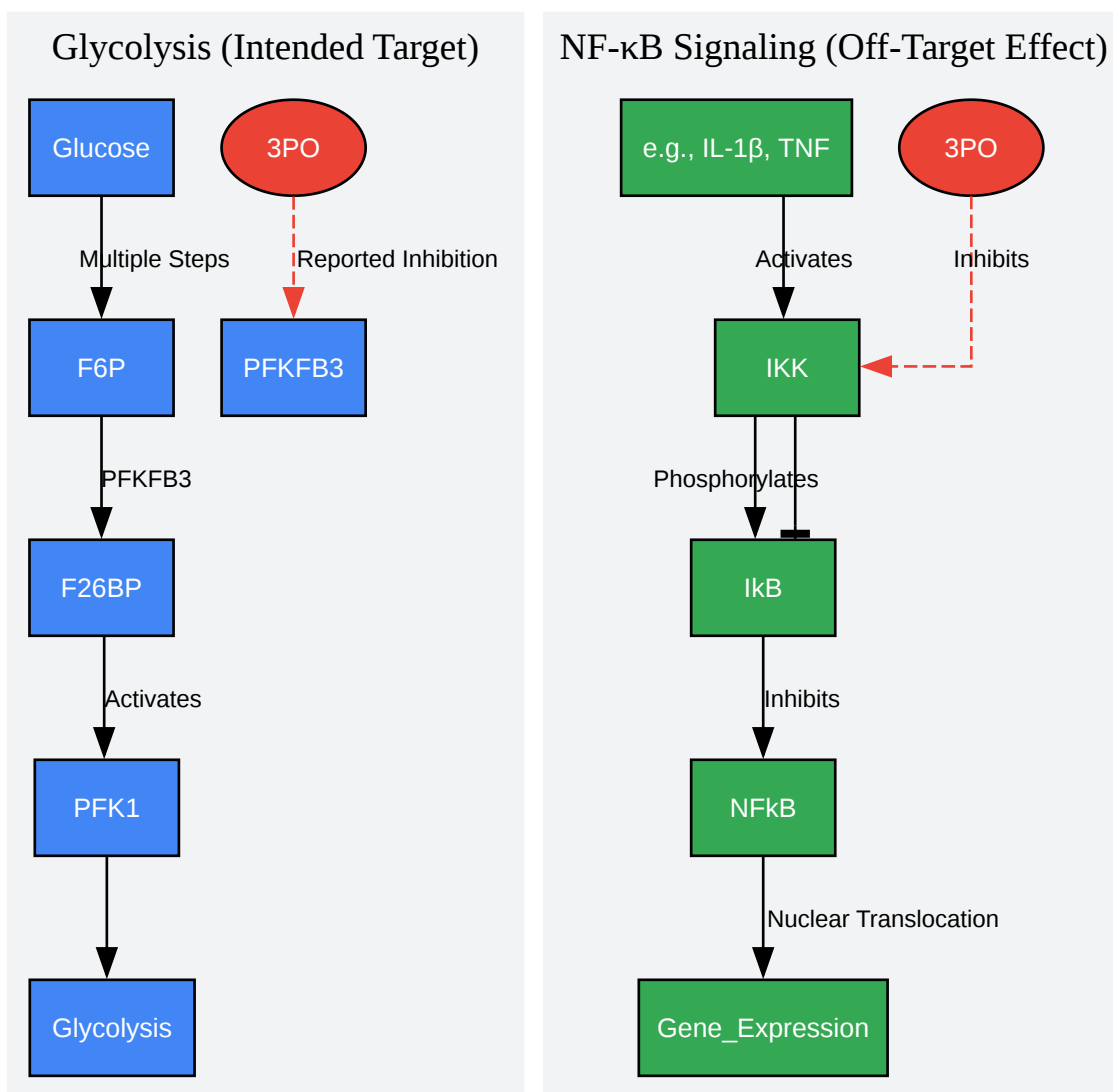 Glycolysis (Intended Target)
Glucose
3PO
Multiple Steps
Reported Inhibition
F6P
PFKFB3
PFKFB3
F26BP
Activates
PFK1
Glycolysis
NF-κB Signaling (Off-Target Effect)
e.g., IL-1β, TNF
3PO
Activates
Inhibits
IKK
Phosphorylates
IkB
Inhibits
NFkB
Nuclear Translocation
Gene_Expression